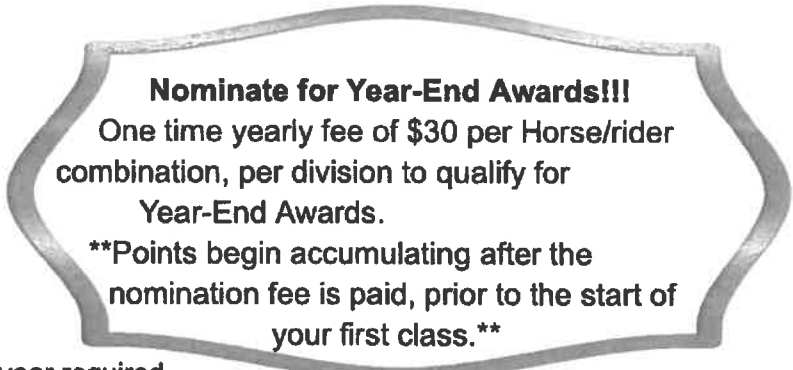 Nominate for Year-End Awards!!!
One time yearly fee of $30 per Horse/rider
combination, per division to qualify for
Year-End Awards.
**Points begin accumulating after the
nomination fee is paid, prior to the start of
your first class.**
year required